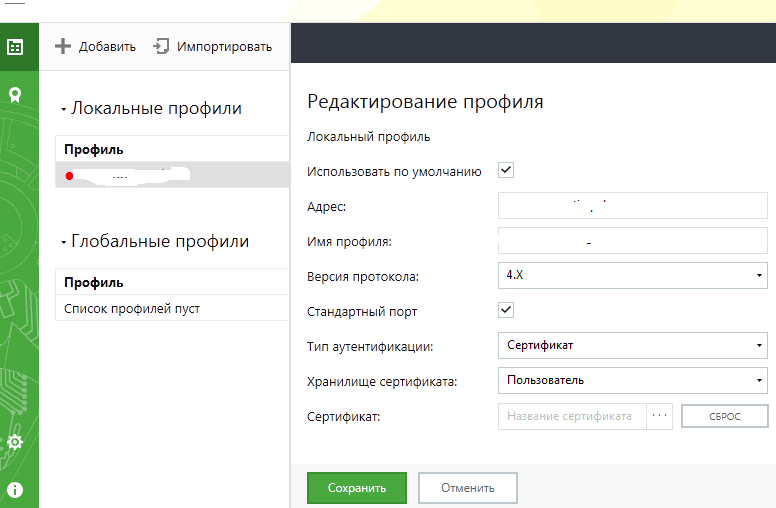 Добавить Импортировать
Локальные профили
Профиль
Глобальные профили
Профиль
Список профилей пуст
Редактирование профиля
Локальный профиль
Использовать по умолчанию
Адрес:
Имя профиля:
Версия протокола: 4.X
Стандартный порт
Тип аутентификации: Сертификат
Хранилище сертификата: Пользователь
Сертификат: Название сертификата ... СБРОС
Сохранить Отменить